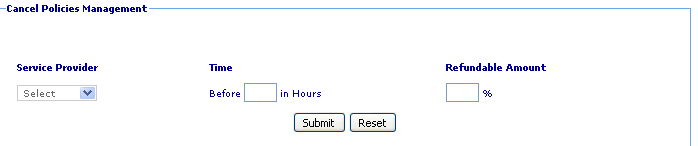 Cancel Policies Management
Service Provider Time Refundable Amount
Select Before in Hours %
Submit Reset